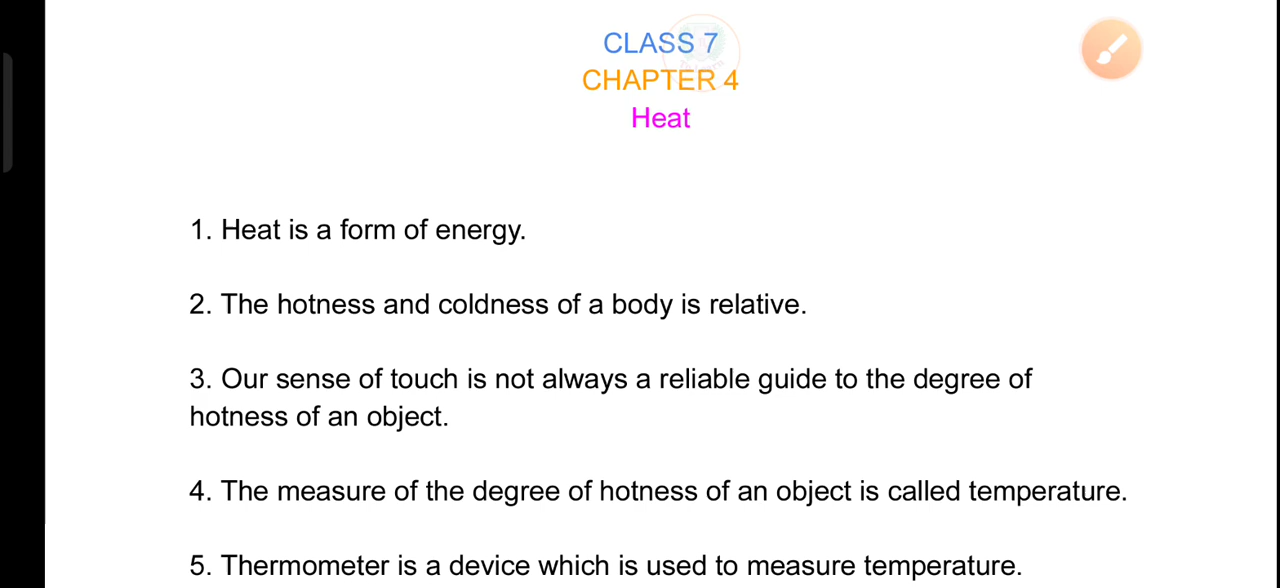 CLASS 7
CHAPTER 4
Heat
1. Heat is a form of energy.
2. The hotness and coldness of a body is relative.
3. Our sense of touch is not always a reliable guide to the degree of
hotness of an object.
4. The measure of the degree of hotness of an object is called temperature.
5. Thermometer is a device which is used to measure temperature.